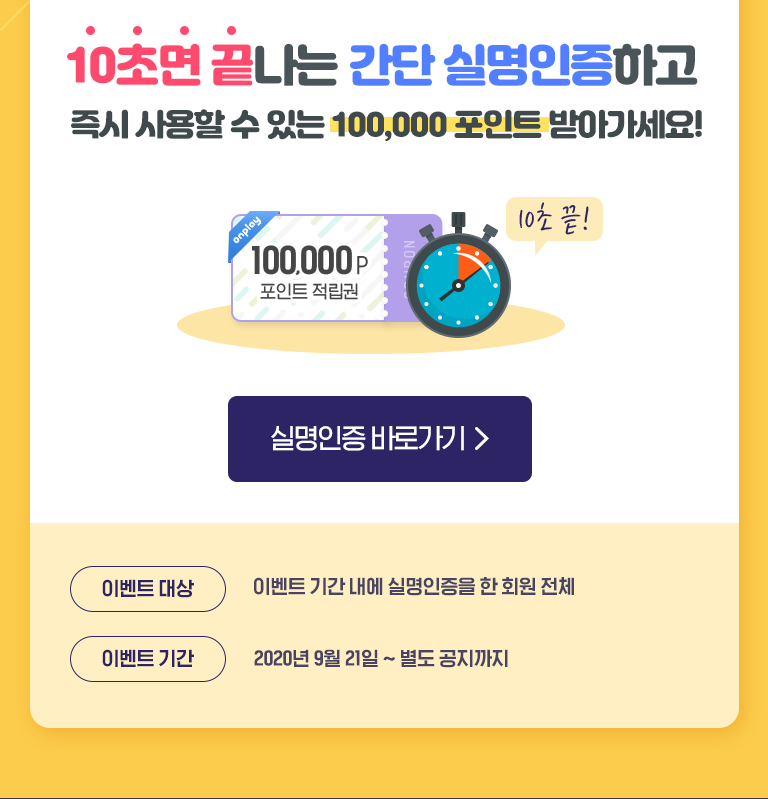 10초면 끝나는 간단 실명인증하고
즉시 사용할 수 있는 100,000 포인트 받아가세요!
10초 끝!
onplay
100,000P
포인트 적립권
COUPON
실명인증 바로가기 >
이벤트 대상
이벤트 기간 내에 실명인증을 한 회원 전체
이벤트 기간
2020년 9월 21일 ~ 별도 공지까지